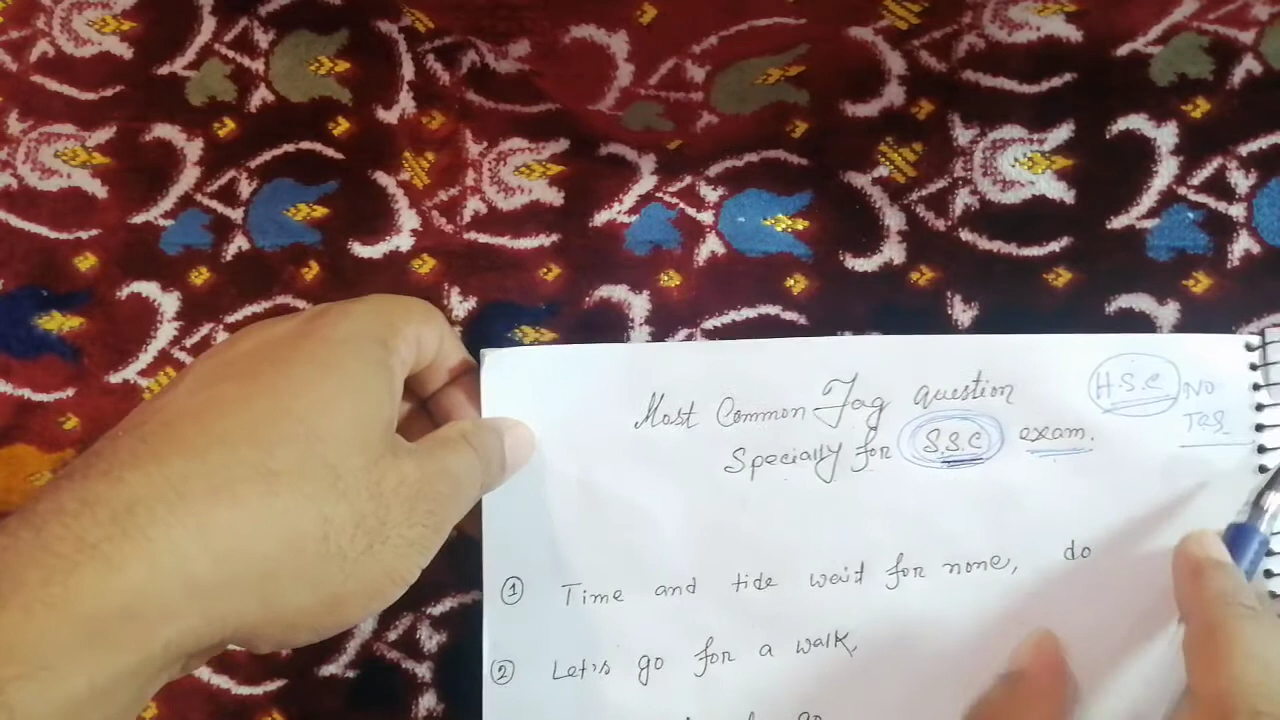 Most Common Tag question
Specially for S.S.C exam.
H.S.C NO
Tag
① Time and tide wait for none, do
② Let's go for a walk,
go